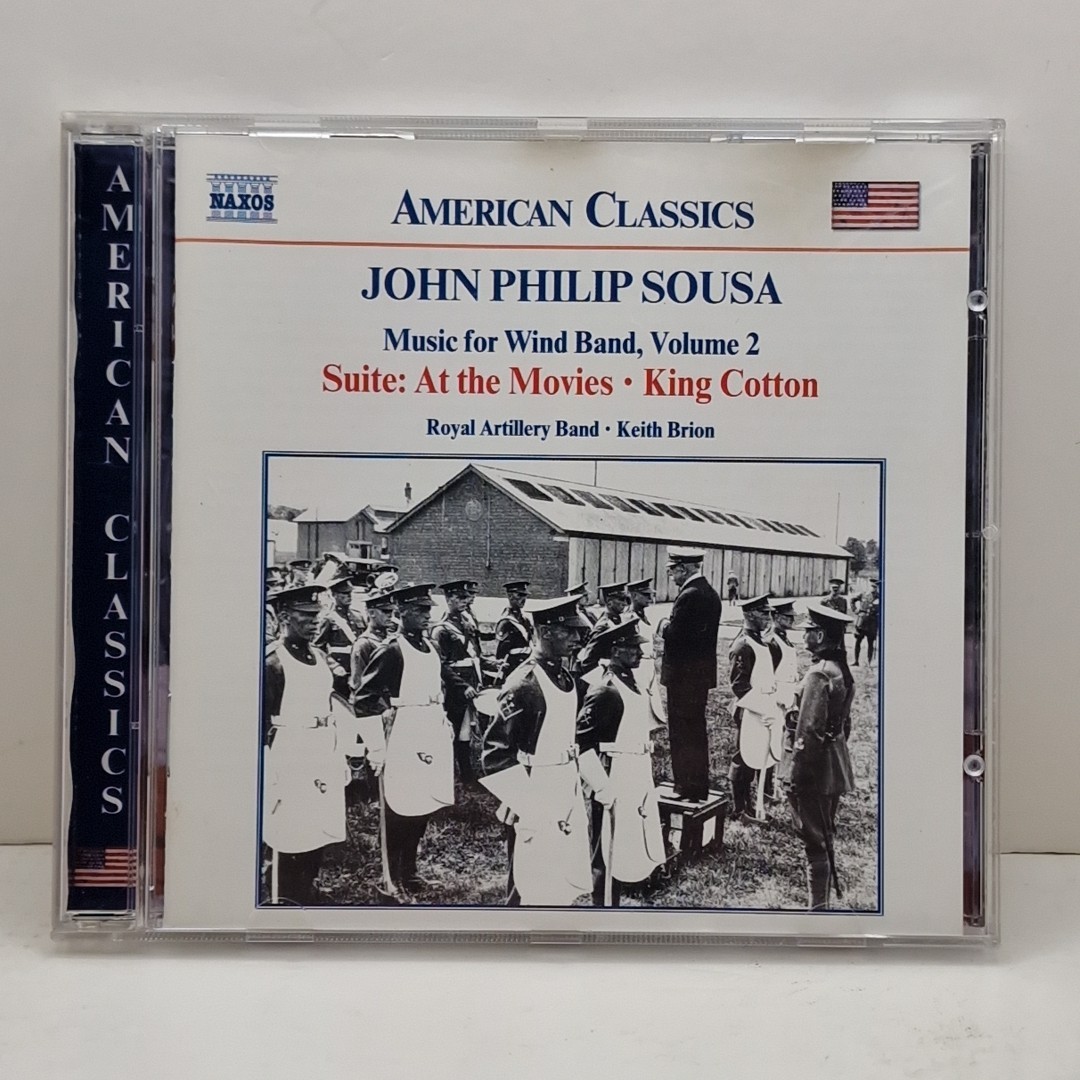 AMERICAN CLASSICS
NAXOS
AMERICAN CLASSICS
JOHN PHILIP SOUSA
Music for Wind Band, Volume 2
Suite: At the Movies • King Cotton
Royal Artillery Band • Keith Brion